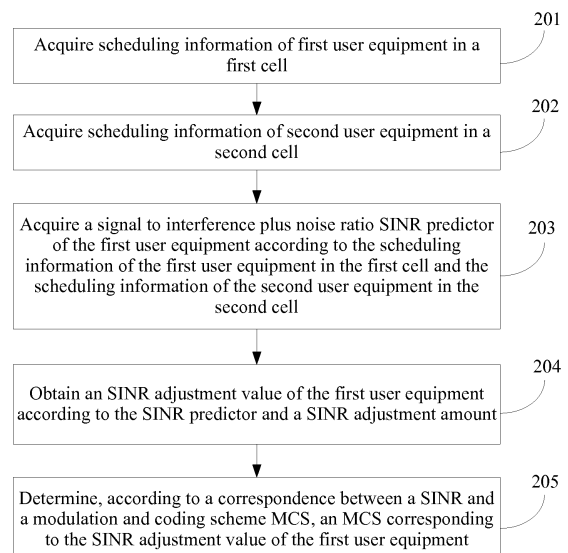 201
Acquire scheduling information of first user equipment in a
first cell
202
Acquire scheduling information of second user equipment in a
second cell
203
Acquire a signal to interference plus noise ratio SINR predictor
of the first user equipment according to the scheduling
information of the first user equipment in the first cell and the
scheduling information of the second user equipment in the
second cell
204
Obtain an SINR adjustment value of the first user equipment
according to the SINR predictor and a SINR adjustment amount
205
Determine, according to a correspondence between a SINR and
a modulation and coding scheme MCS, an MCS corresponding
to the SINR adjustment value of the first user equipment